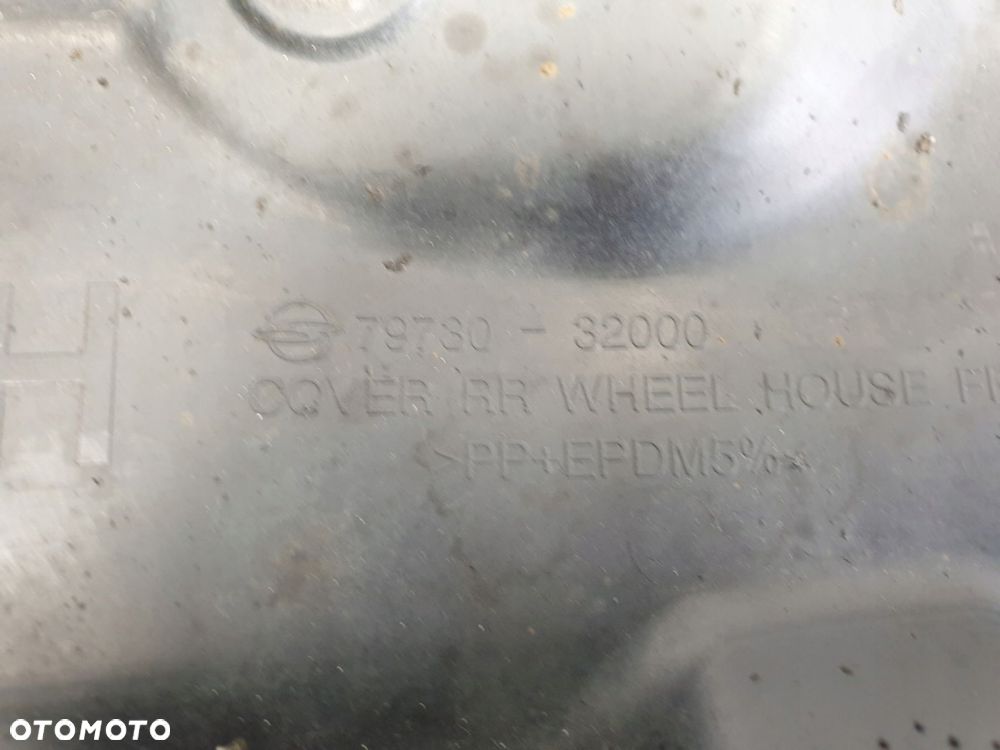 H
79730 - 32000
COVER RR WHEEL HOUSE
>PP+EPDM5%
OTOMOTO